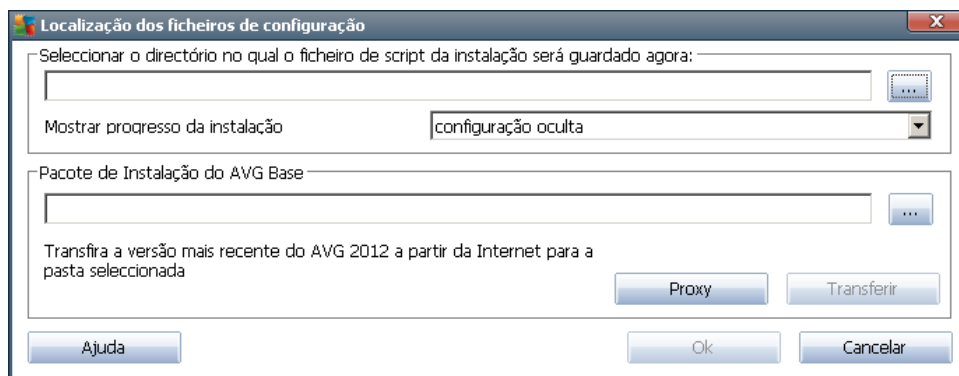 Localização dos ficheiros de configuração
Seleccionar o directório no qual o ficheiro de script da instalação será guardado agora:
...
Mostrar progresso da instalação
configuração oculta
Pacote de Instalação do AVG Base
...
Transfira a versão mais recente do AVG 2012 a partir da Internet para a
pasta seleccionada
Proxy
Transferir
Ajuda
Ok
Cancelar